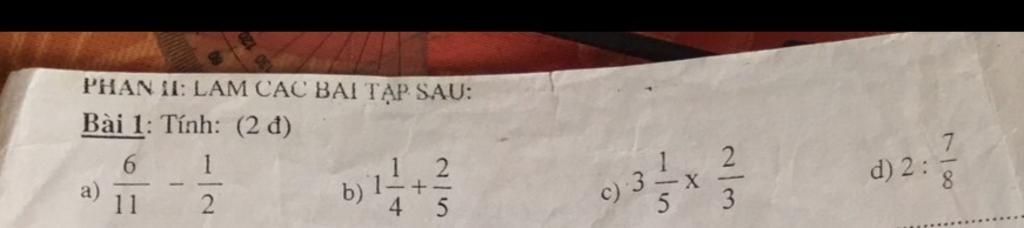 PHẦN II: LÀM CÁC BÀI TẬP SAU:
Bài 1: Tính: (2 đ)
a) 6/11 - 1/2 b) 1 1/4 + 2/5 c) 3 1/5 x 2/3 d) 2 : 7/8